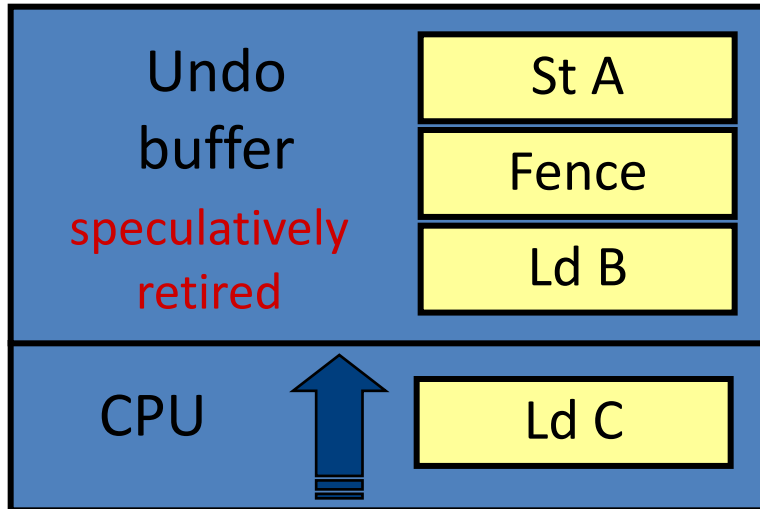 Undo
buffer
speculatively
retired
St A
Fence
Ld B
CPU
Ld C